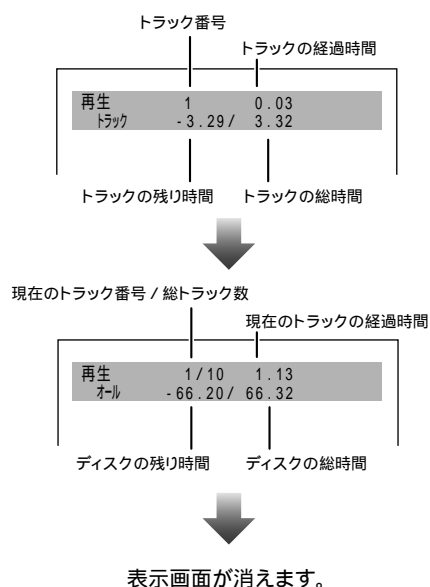 トラック番号
トラックの経過時間
再生 1 0.03
トラック -3.29/ 3.32
トラックの残り時間 トラックの総時間
現在のトラック番号 / 総トラック数
現在のトラックの経過時間
再生 1/10 1.13
オール -66.20/ 66.32
ディスクの残り時間 ディスクの総時間
表示画面が消えます。